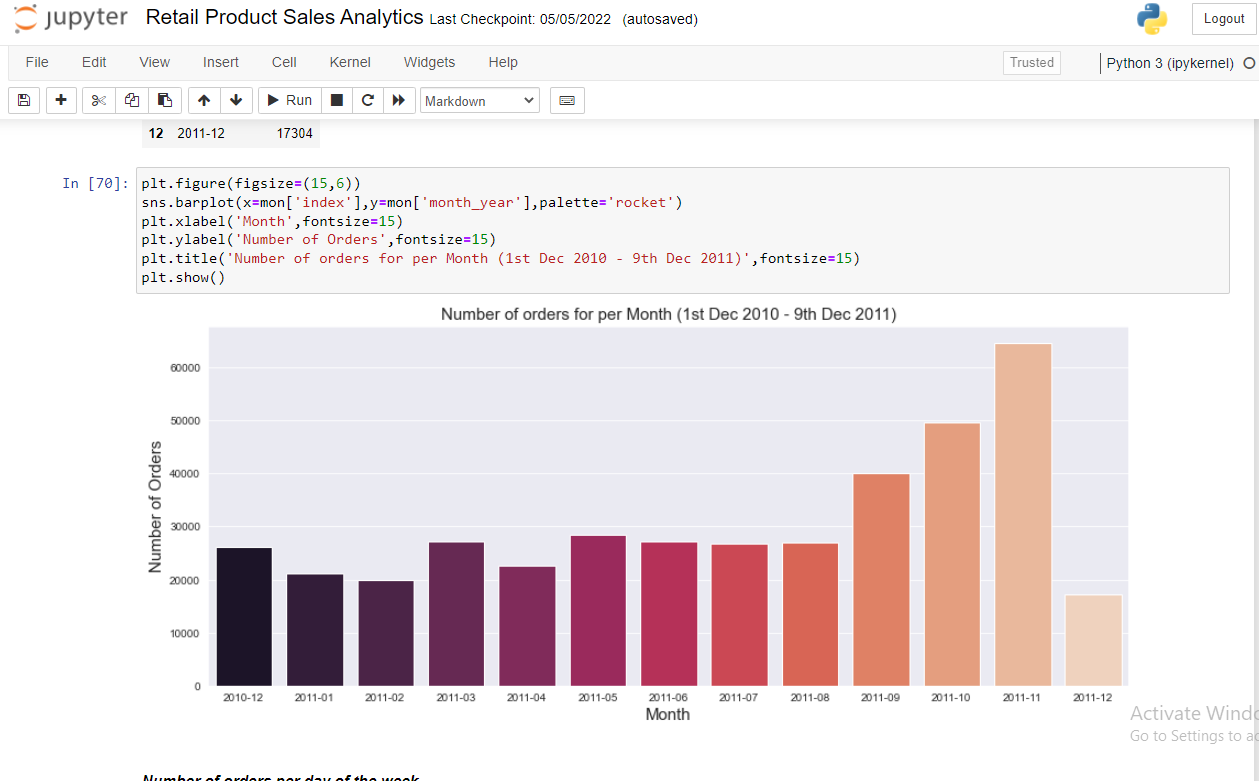 jupyter Retail Product Sales Analytics Last Checkpoint: 05/05/2022 (autosaved) Logout
File Edit View Insert Cell Kernel Widgets Help Trusted Python 3 (ipykernel)
Run Markdown
12 2011-12 17304
In [70]:
plt.figure(figsize=(15,6))
sns.barplot(x=mon['index'],y=mon['month_year'],palette='rocket')
plt.xlabel('Month',fontsize=15)
plt.ylabel('Number of Orders',fontsize=15)
plt.title('Number of orders for per Month (1st Dec 2010 - 9th Dec 2011)',fontsize=15)
plt.show()
Number of orders for per Month (1st Dec 2010 - 9th Dec 2011)
Number of Orders
60000
50000
40000
30000
20000
10000
0
2010-12 2011-01 2011-02 2011-03 2011-04 2011-05 2011-06 2011-07 2011-08 2011-09 2011-10 2011-11 2011-12
Month
Activate Windo
Go to Settings to ac
Number of orders per day of the week